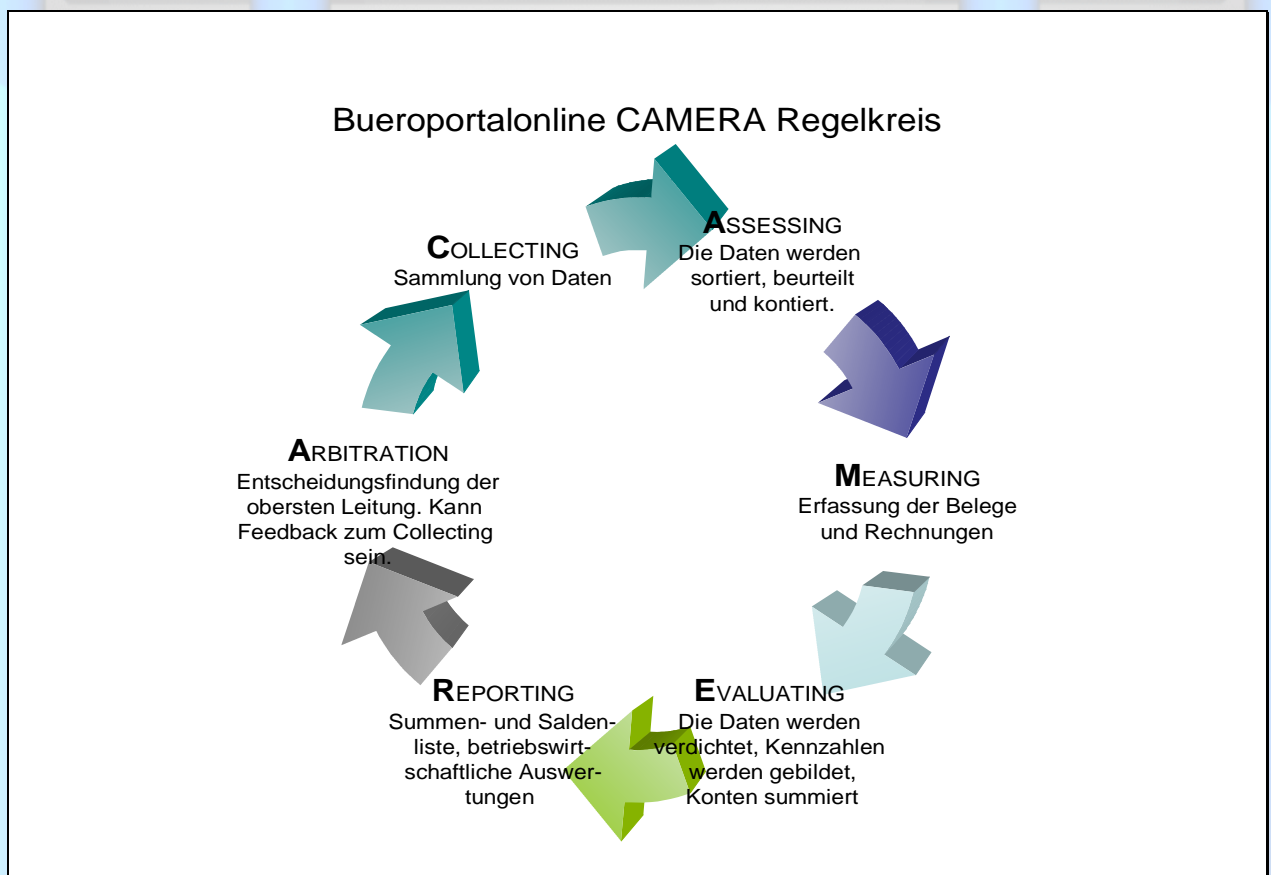 Bueroportalonline CAMERA Regelkreis
COLLECTING
Sammlung von Daten
ASSESSING
Die Daten werden
sortiert, beurteilt
und kontiert.
MEASURING
Erfassung der Belege
und Rechnungen
EVALUATING
Die Daten werden
verdichtet, Kennzahlen
werden gebildet,
Konten summiert
REPORTING
Summen- und Salden-
liste, betriebswirt-
schaftliche Auswer-
tungen
ARBITRATION
Entscheidungsfindung der
obersten Leitung. Kann
Feedback zum Collecting
sein.